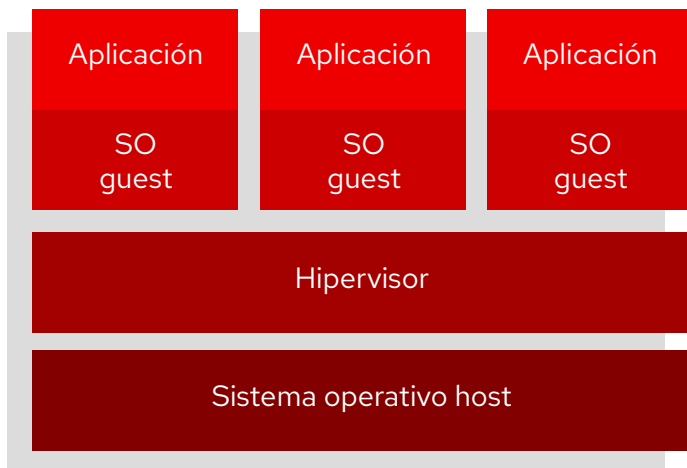 Aplicación Aplicación Aplicación
SO SO SO
guest guest guest
Hipervisor
Sistema operativo host